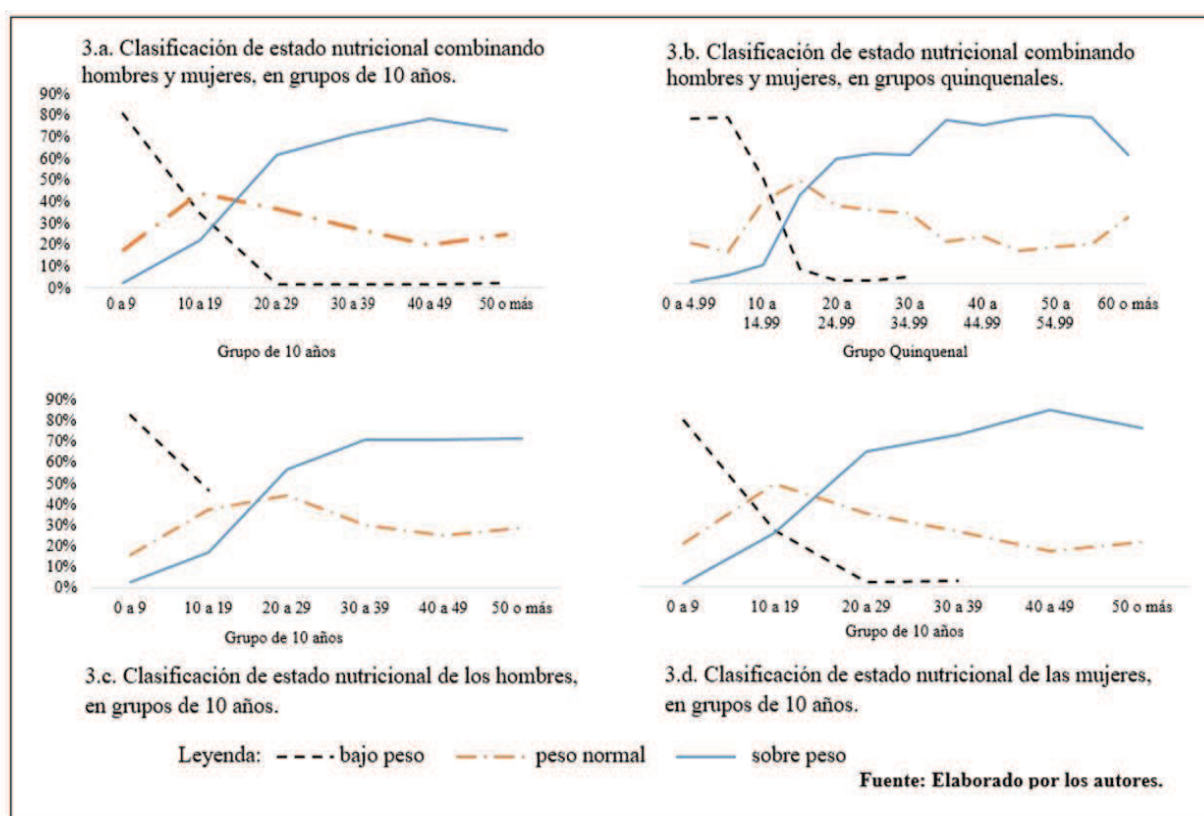 3.a. Clasificación de estado nutricional combinando
hombres y mujeres, en grupos de 10 años.
90%
80%
70%
60%
50%
40%
30%
20%
10%
0%
0 a 9 10 a 19 20 a 29 30 a 39 40 a 49 50 o más
Grupo de 10 años
3.b. Clasificación de estado nutricional combinando
hombres y mujeres, en grupos quinquenales.
0 a 4.99 10 a 20 a 30 a 40 a 50 a 60 o más
14.99 24.99 34.99 44.99 54.99
Grupo Quinquenal
90%
80%
70%
60%
50%
40%
30%
20%
10%
0%
0 a 9 10 a 19 20 a 29 30 a 39 40 a 49 50 o más
Grupo de 10 años
3.c. Clasificación de estado nutricional de los hombres,
en grupos de 10 años.
0 a 9 10 a 19 20 a 29 30 a 39 40 a 49 50 o más
Grupo de 10 años
3.d. Clasificación de estado nutricional de las mujeres,
en grupos de 10 años.
Leyenda: bajo peso peso normal sobre peso
Fuente: Elaborado por los autores.